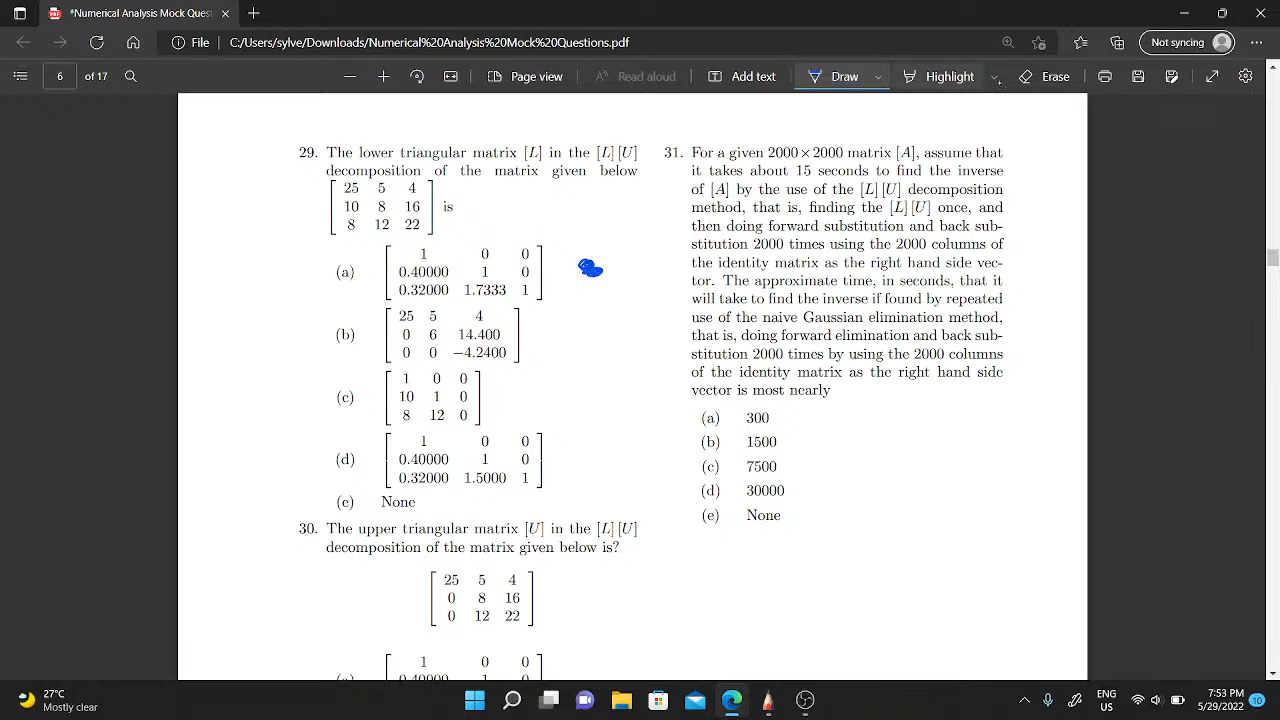 *Numerical Analysis Mock Quest
File
C:/Users/sylve/Downloads/Numerical%20Analysis%20Mock%20Questions.pdf
Not syncing
6 of 17
Page view
Read aloud
Add text
Draw
Highlight
Erase
29. The lower triangular matrix [L] in the [L][U]
decomposition of the matrix given below
25 5 4
10 8 16 is
8 12 22
1 0 0
(a) 0.40000 1 0
0.32000 1.7333 1
25 5 4
(b) 0 6 14.400
0 0 −4.2400
1 0 0
(c) 10 1 0
8 12 0
1 0 0
(d) 0.40000 1 0
0.32000 1.5000 1
(e) None
30. The upper triangular matrix [U] in the [L][U]
decomposition of the matrix given below is?
25 5 4
0 8 16
0 12 22
1 0 0
31. For a given 2000×2000 matrix [A], assume that
it takes about 15 seconds to find the inverse
of [A] by the use of the [L][U] decomposition
method, that is, finding the [L][U] once, and
then doing forward substitution and back sub-
stitution 2000 times using the 2000 columns of
the identity matrix as the right hand side vec-
tor. The approximate time, in seconds, that it
will take to find the inverse if found by repeated
use of the naive Gaussian elimination method,
that is, doing forward elimination and back sub-
stitution 2000 times by using the 2000 columns
of the identity matrix as the right hand side
vector is most nearly
(a) 300
(b) 1500
(c) 7500
(d) 30000
(e) None
27°C
Mostly clear
ENG
US
7:53 PM
5/29/2022
10